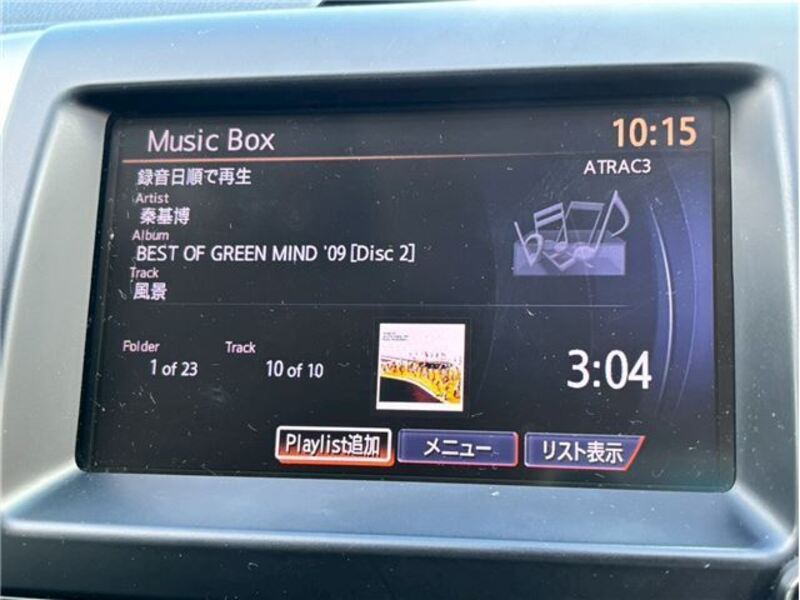 Music Box
10:15
録音日順で再生
ATRAC3
Artist
秦基博
Album
BEST OF GREEN MIND '09 [Disc 2]
Track
風景
Folder
Track
1 of 23
10 of 10
3:04
Playlist追加
メニュー
リスト表示